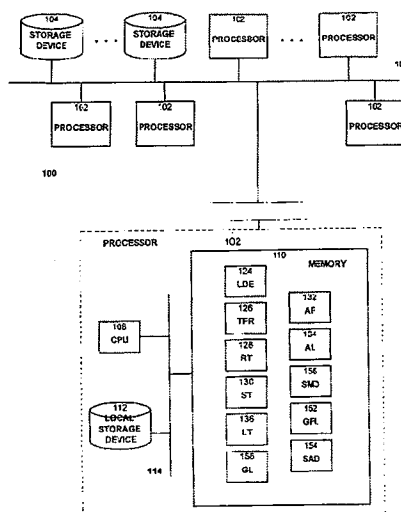 104
STORAGE DEVICE
104
STORAGE DEVICE
102
PROCESSOR
102
PROCESSOR
102
PROCESSOR
102
PROCESSOR
102
PROCESSOR
100
PROCESSOR
102
110
MEMORY
124
LDE
126
TFR
128
RT
130
ST
136
LT
GL
132
AF
AL
SMD
152
GFL
154
SAD
108
CPU
112
LOCAL STORAGE DEVICE
114